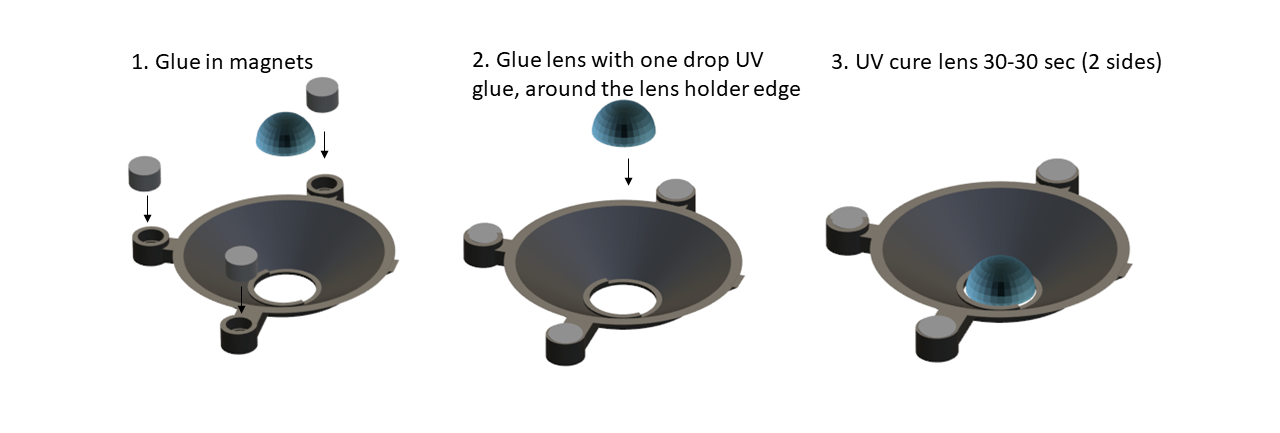 1. Glue in magnets
2. Glue lens with one drop UV
glue, around the lens holder edge
3. UV cure lens 30-30 sec (2 sides)